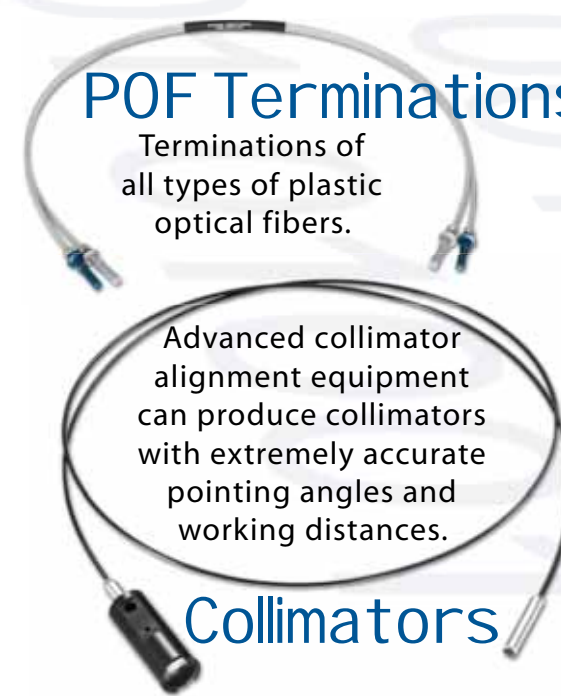 POF Terminations
Terminations of
all types of plastic
optical fibers.
Advanced collimator
alignment equipment
can produce collimators
with extremely accurate
pointing angles and
working distances.
Collimators